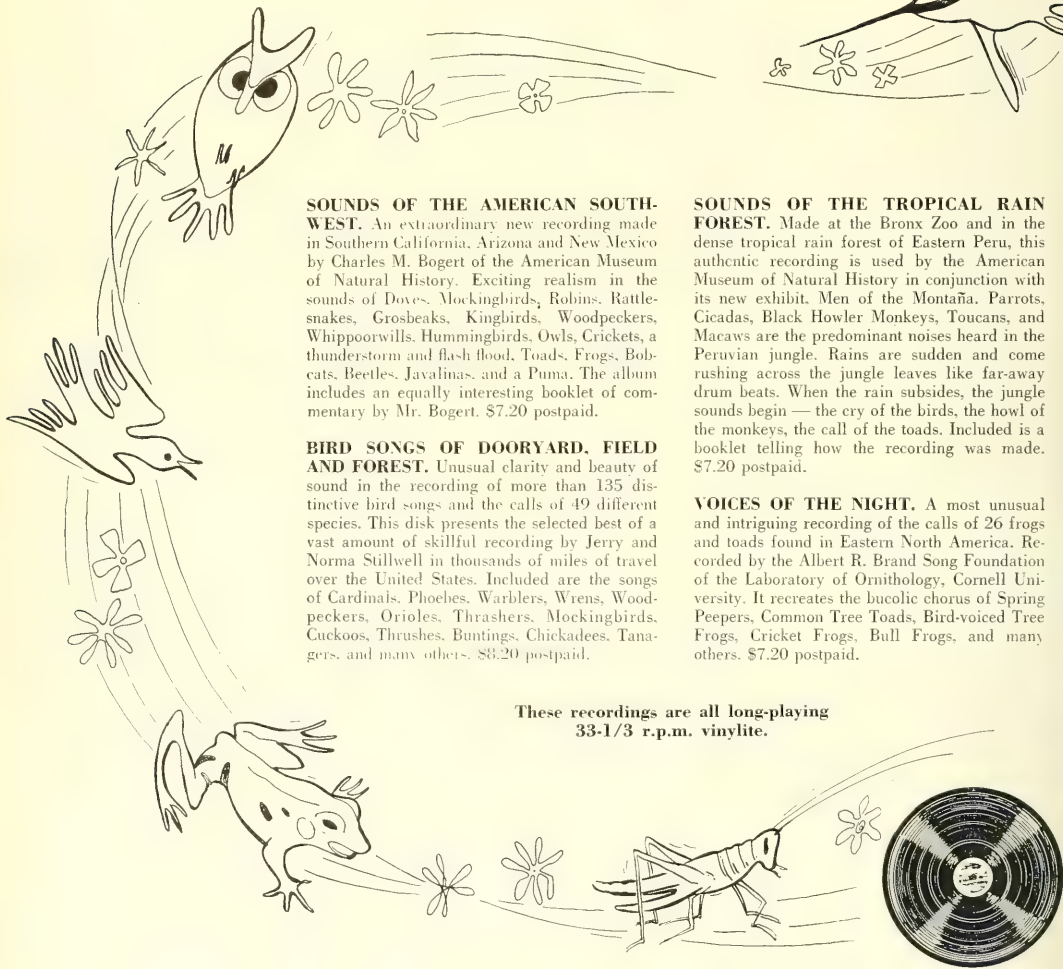 SOUNDS OF THE AMERICAN SOUTH-
WEST. An extraordinary new recording made
in Southern California, Arizona and New Mexico
by Charles M. Bogert of the American Museum
of Natural History. Exciting realism in the
sounds of Doves, Mockingbirds, Robins, Rattle-
snakes, Grosbeaks, Kingbirds, Woodpeckers,
Whippoorwills, Hummingbirds, Owls, Crickets, a
thunderstorm and flash flood, Toads, Frogs, Bob-
cats, Beetles, Javalinas, and a Puma. The album
includes an equally interesting booklet of com-
mentary by Mr. Bogert. $7.20 postpaid.
BIRD SONGS OF DOORYARD, FIELD
AND FOREST. Unusual clarity and beauty of
sound in the recording of more than 135 dis-
tinctive bird songs and the calls of 49 different
species. This disk presents the selected best of a
vast amount of skillful recording by Jerry and
Norma Stillwell in thousands of miles of travel
over the United States. Included are the songs
of Cardinals, Phoebes, Warblers, Wrens, Wood-
peckers, Orioles, Thrashers, Mockingbirds,
Cuckoos, Thrushes, Buntings, Chickadees, Tana-
gers, and many others. $8.20 postpaid.
SOUNDS OF THE TROPICAL RAIN
FOREST. Made at the Bronx Zoo and in the
dense tropical rain forest of Eastern Peru, this
authentic recording is used by the American
Museum of Natural History in conjunction with
its new exhibit, Men of the Montaña. Parrots,
Cicadas, Black Howler Monkeys, Toucans, and
Macaws are the predominant noises heard in the
Peruvian jungle. Rains are sudden and come
rushing across the jungle leaves like far-away
drum beats. When the rain subsides, the jungle
sounds begin — the cry of the birds, the howl of
the monkeys, the call of the toads. Included is a
booklet telling how the recording was made.
$7.20 postpaid.
VOICES OF THE NIGHT. A most unusual
and intriguing recording of the calls of 26 frogs
and toads found in Eastern North America. Re-
corded by the Albert R. Brand Song Foundation
of the Laboratory of Ornithology, Cornell Uni-
versity. It recreates the bucolic chorus of Spring
Peepers, Common Tree Toads, Bird-voiced Tree
Frogs, Cricket Frogs, Bull Frogs, and many
others. $7.20 postpaid.
These recordings are all long-playing
33-1/3 r.p.m. vinylite.